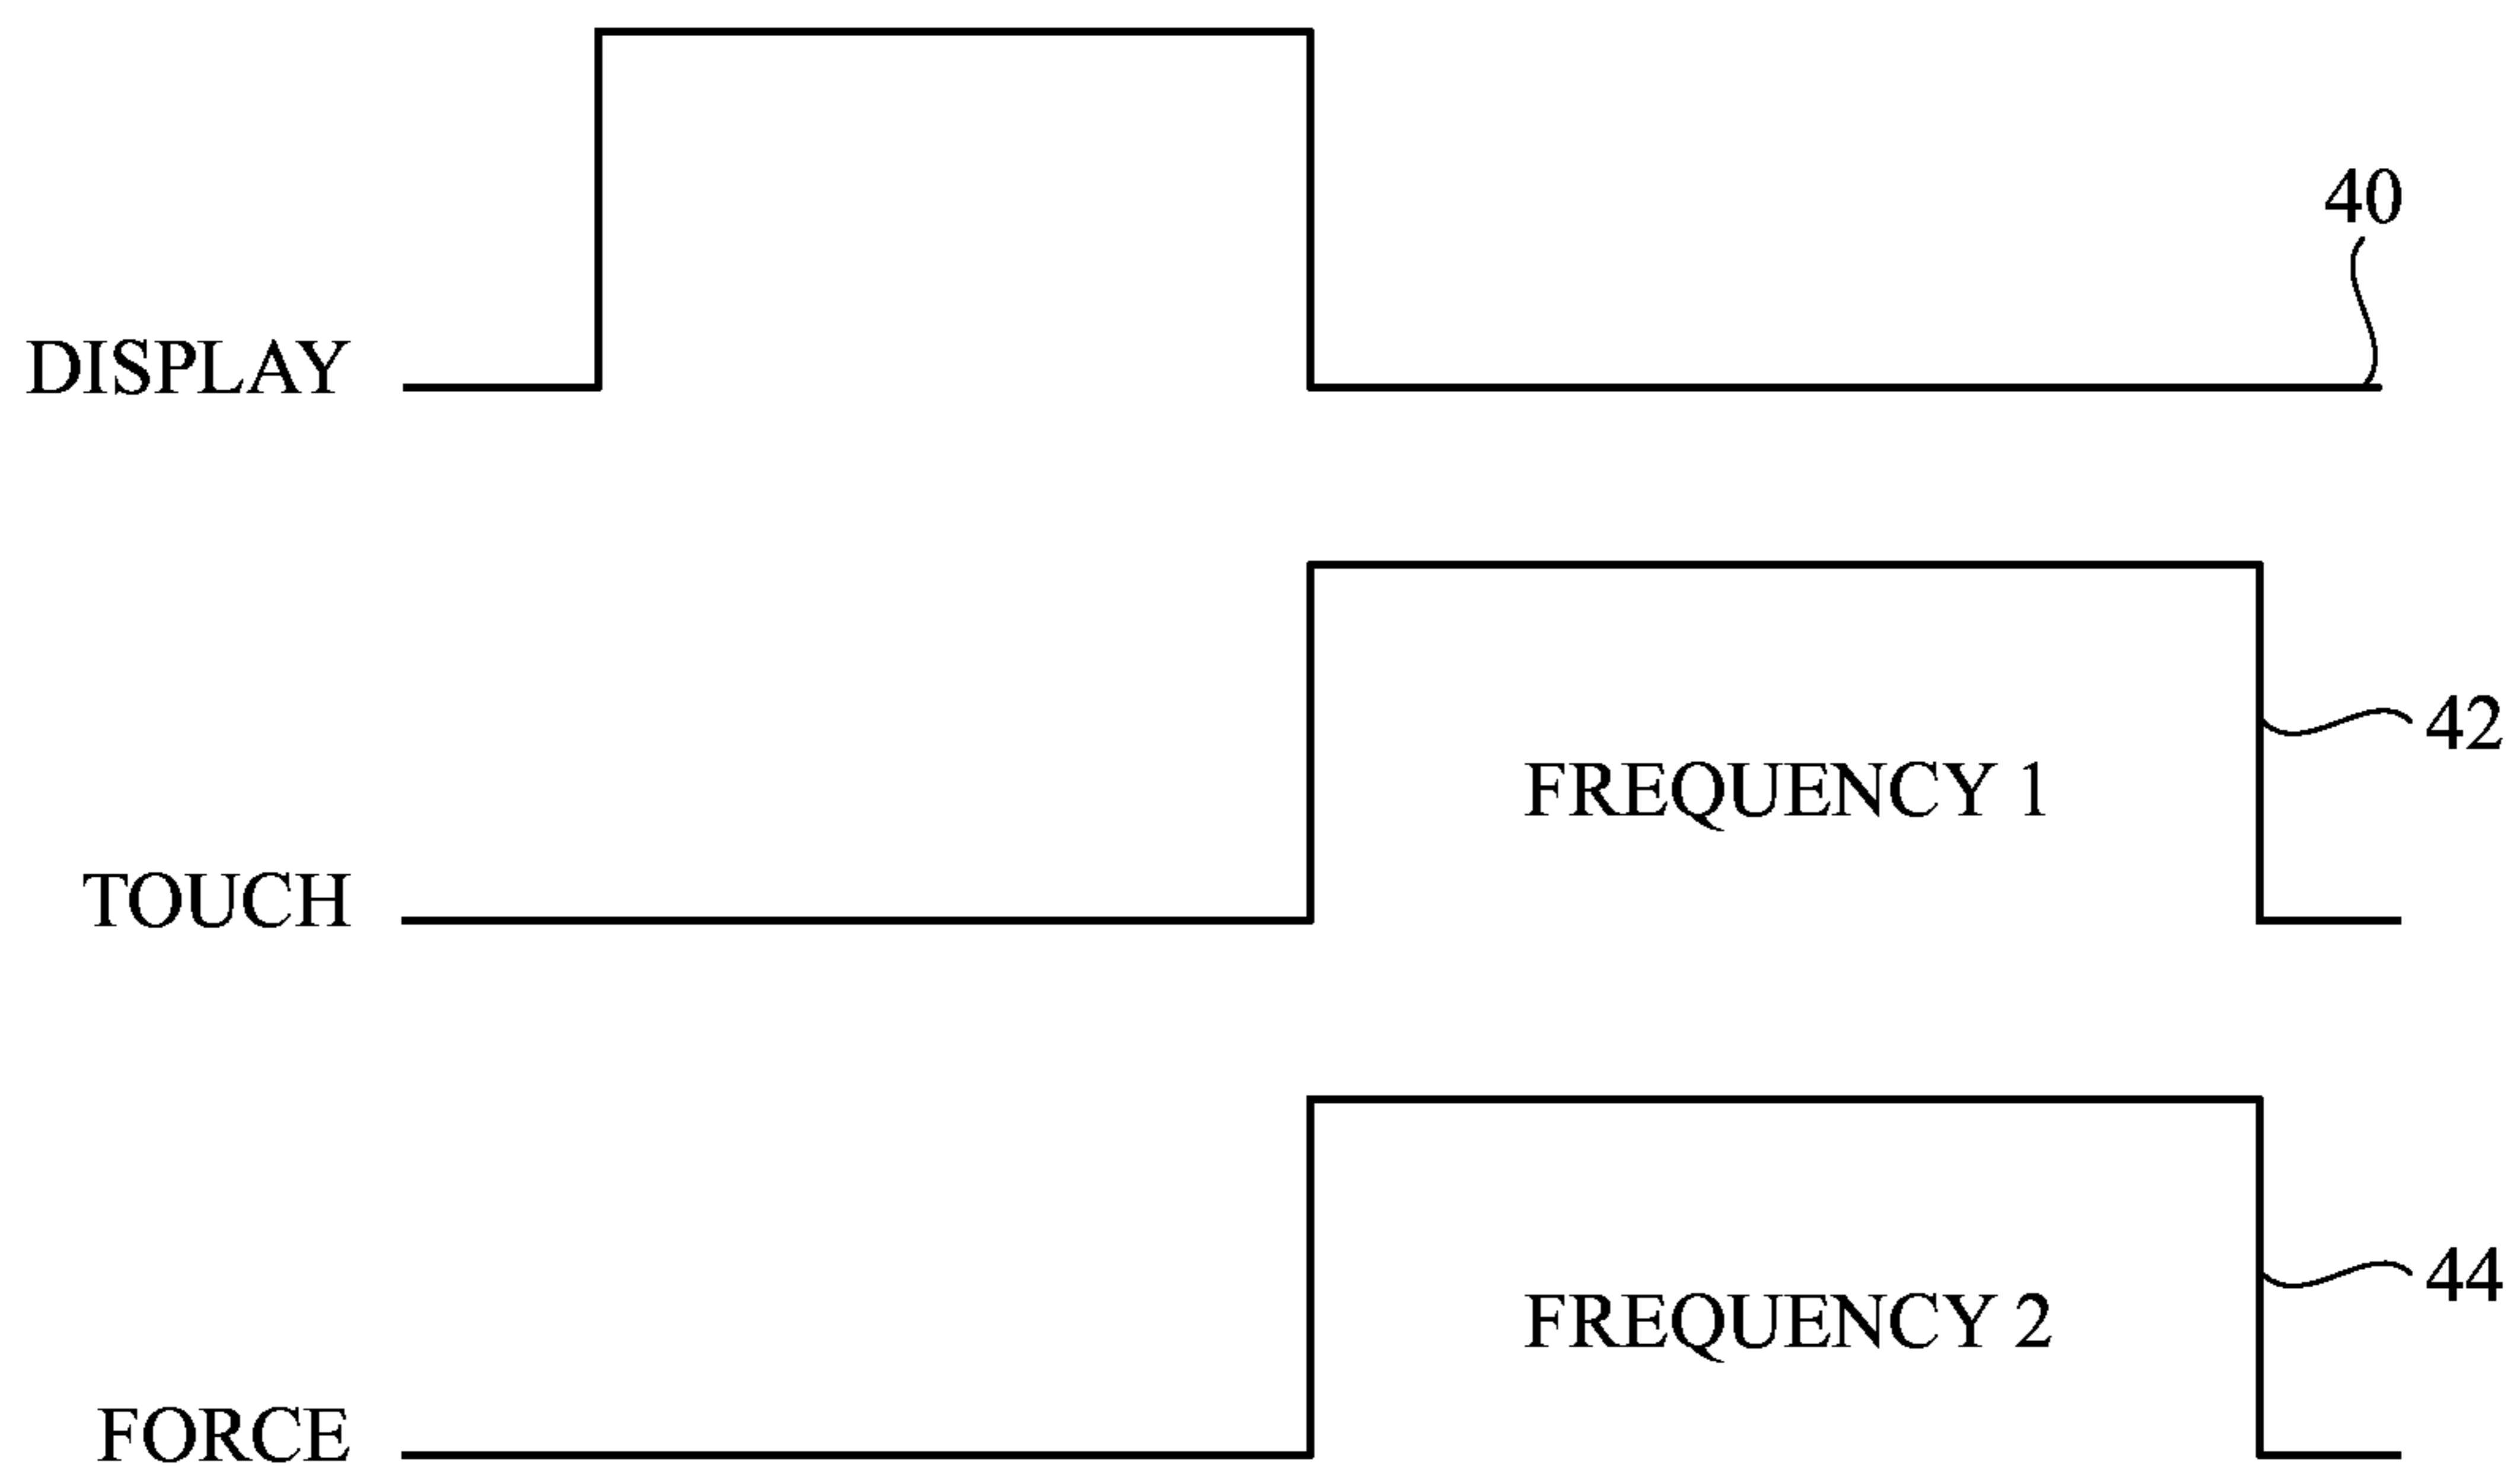 40
DISPLAY
42
FREQUENCY 1
TOUCH
44
FREQUENCY 2
FORCE